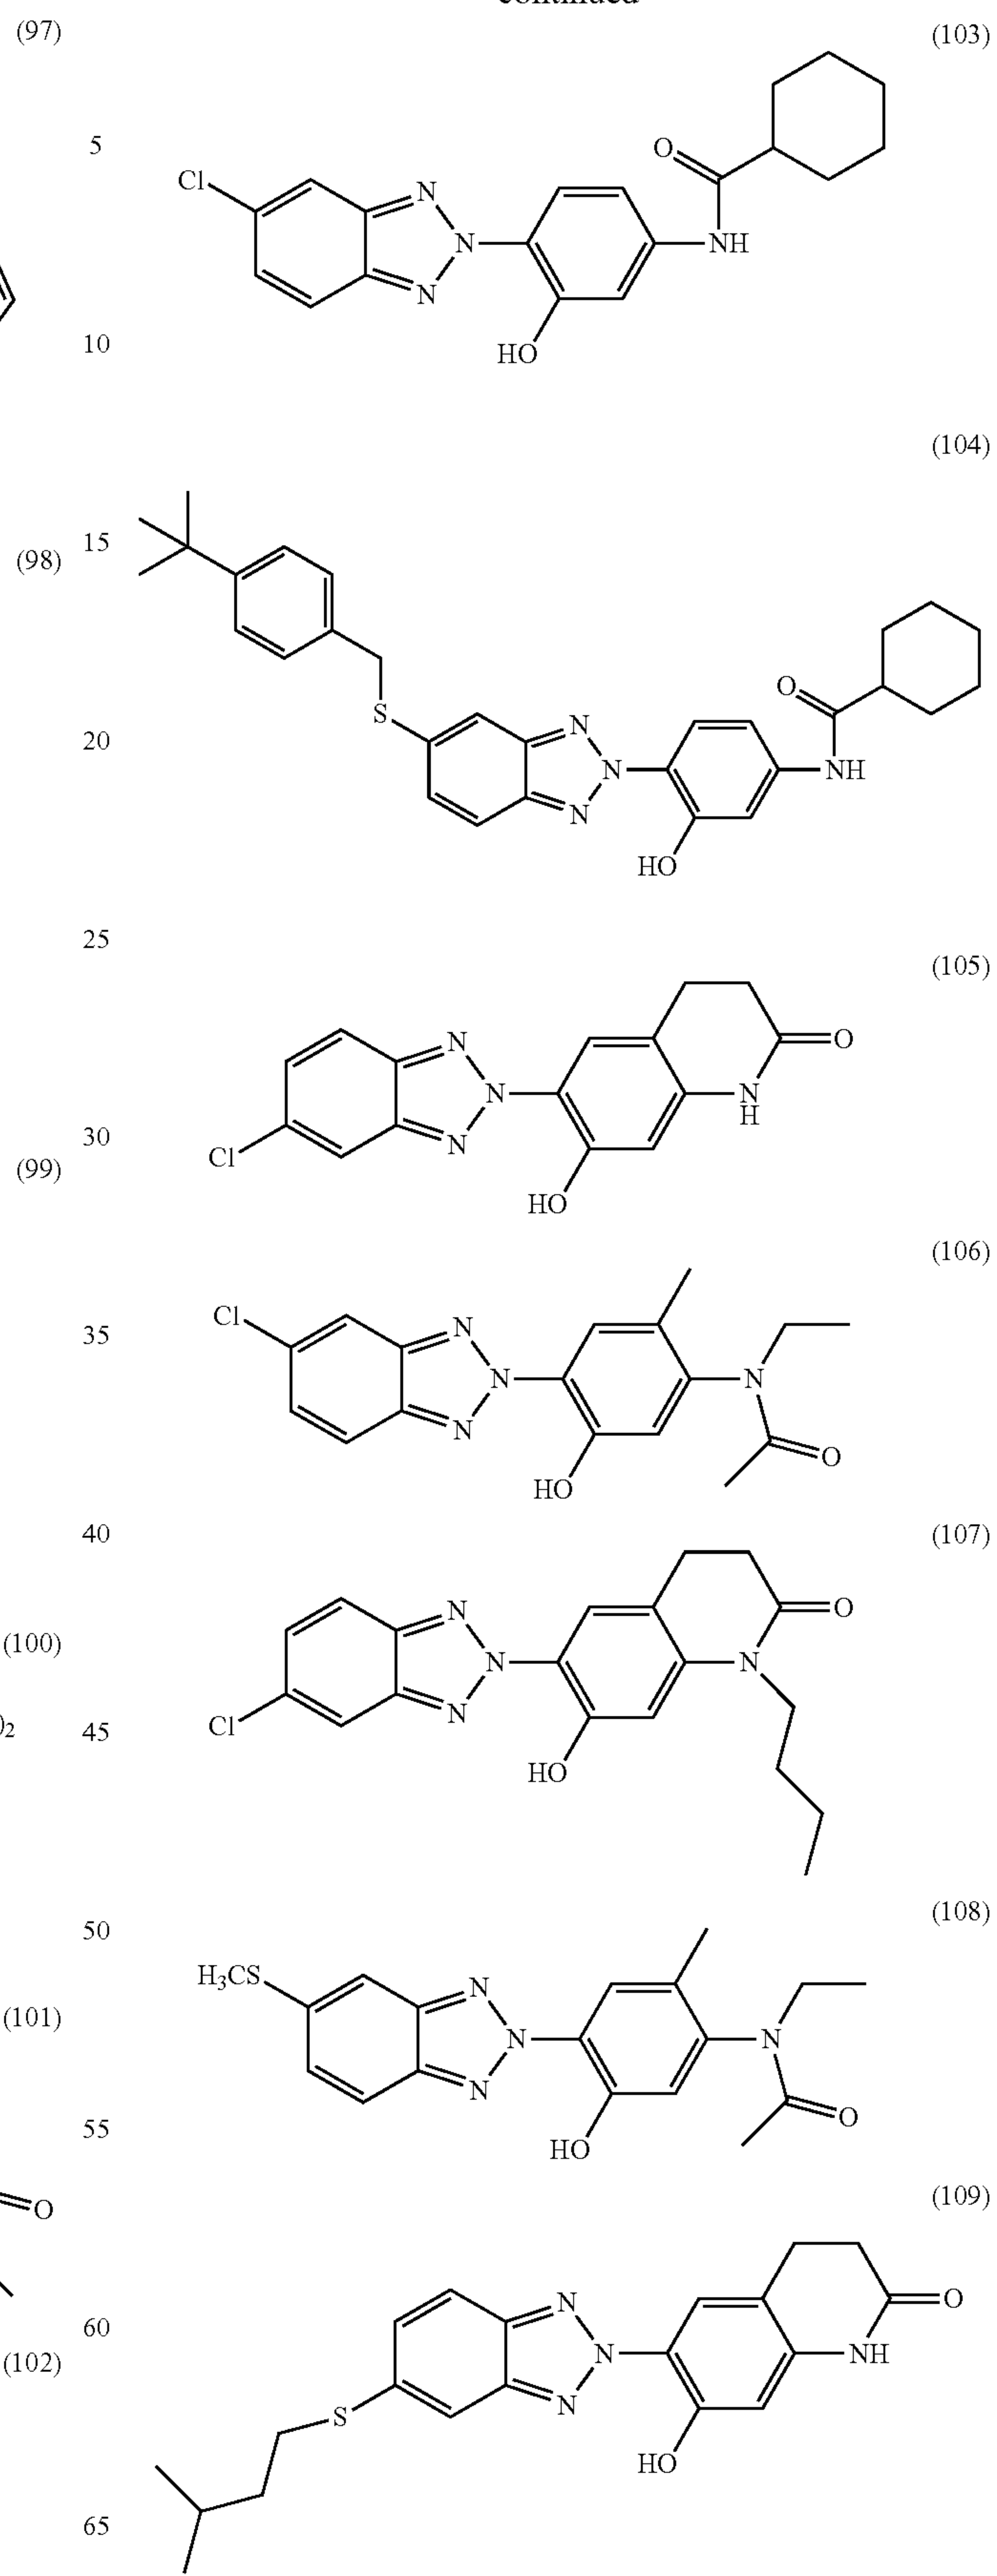 continued
(97)
(103)
5
O
Cl
N
N
NH
N
10
HO
(104)
15
(98)
O
S
N
20
N
NH
N
HO
25
(105)
N
O
N
N
H
30
N
Cl
(99)
HO
(106)
Cl
N
35
N
N
N
O
HO
40
(107)
N
O
(100)
N
N
N
Cl
)2
45
HO
(108)
50
H3CS
N
(101)
N
N
N
O
55
HO
(109)
O
N
O
60
N
NH
(102)
N
S
HO
65